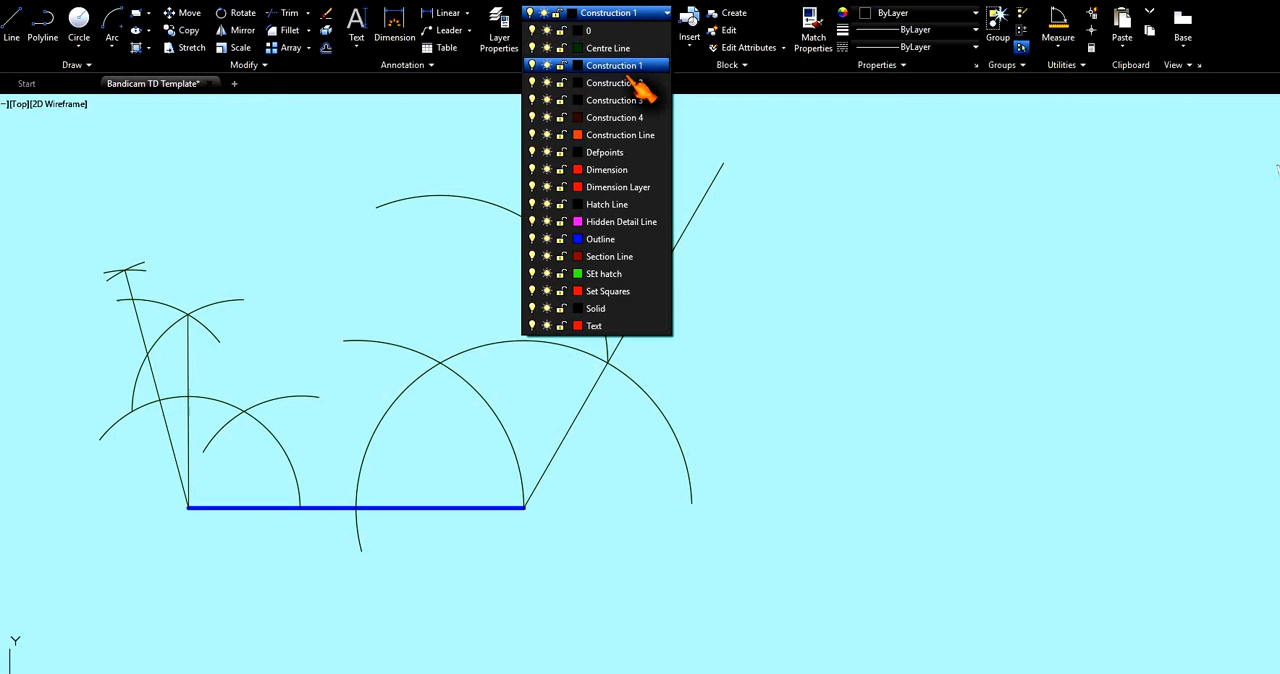 Line
Polyline
Circle
Arc
Move
Copy
Stretch
Rotate
Mirror
Scale
Trim
Fillet
Array
Draw
Modify
Text
Dimension
Linear
Leader
Table
Annotation
Layer
Properties
Construction 1
0
Centre Line
Construction 1
Construction 3
Construction 4
Construction Line
Defpoints
Dimension
Dimension Layer
Hatch Line
Hidden Detail Line
Outline
Section Line
SEt hatch
Set Squares
Solid
Text
Insert
Create
Edit
Edit Attributes
Block
Match
Properties
ByLayer
ByLayer
ByLayer
Properties
Group
Groups
Measure
Utilities
Paste
Clipboard
Base
View
Start
Bandicam TD Template*
+
−][Top][2D Wireframe]
Y